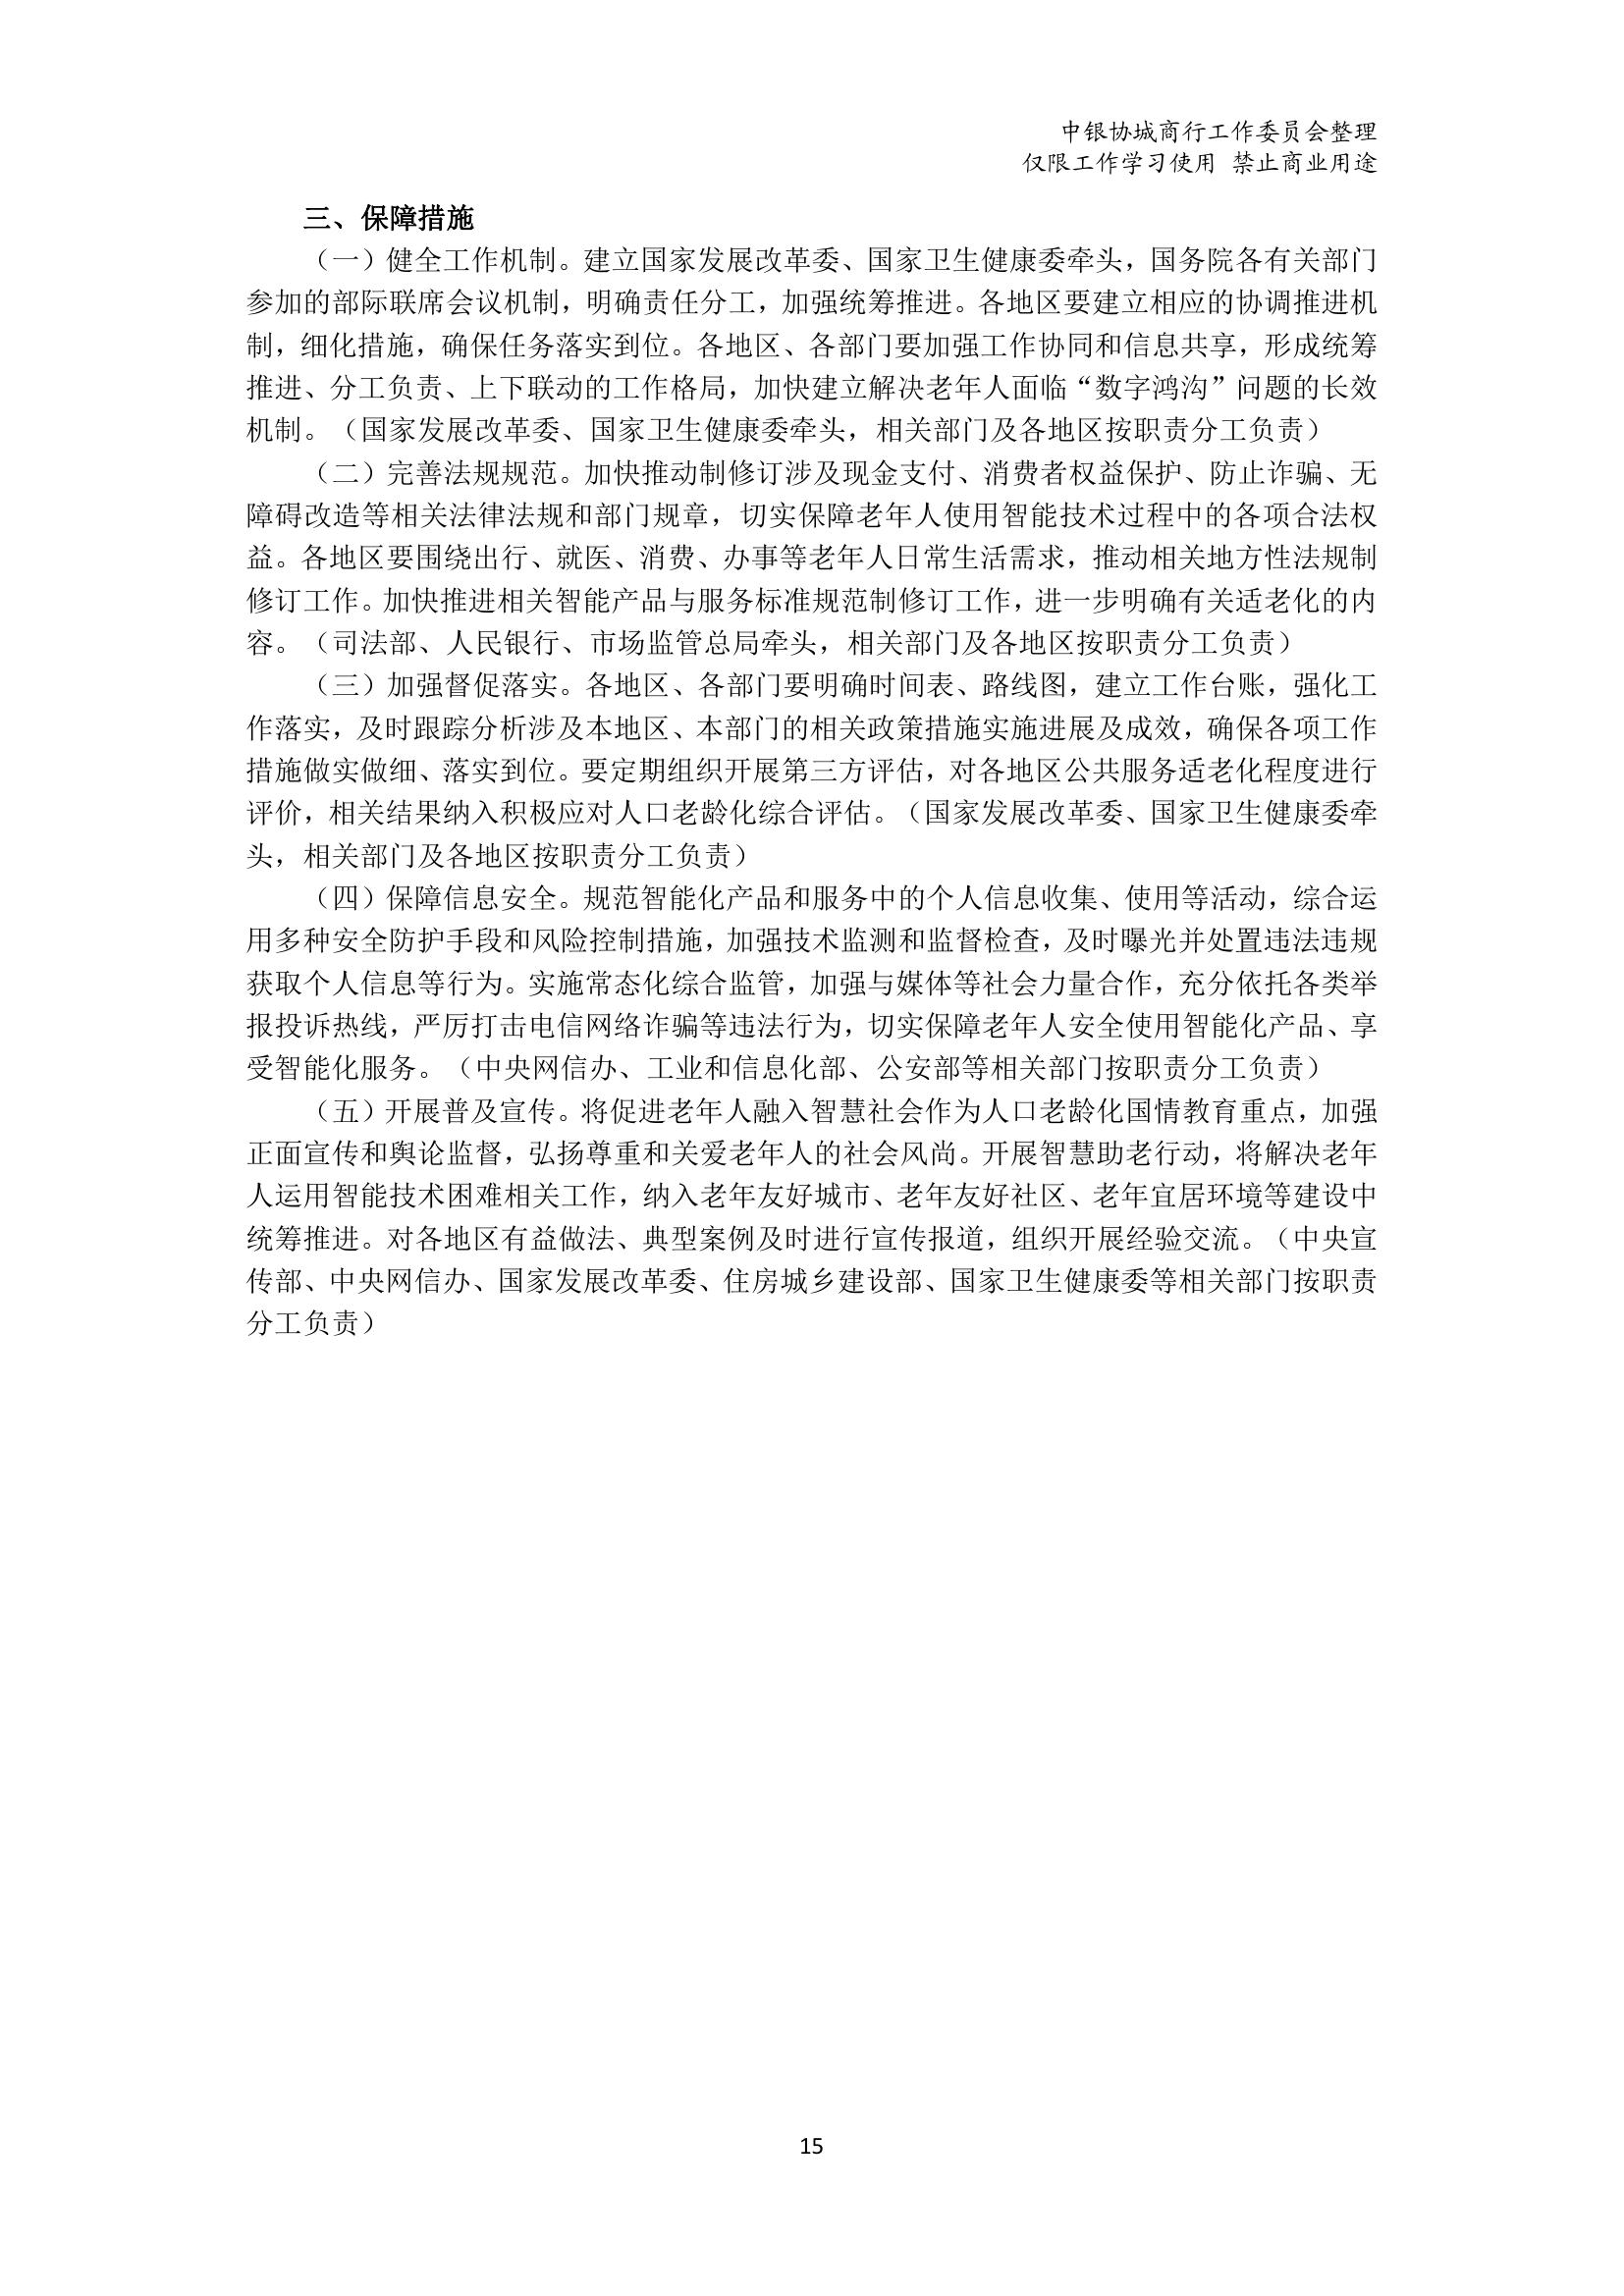 中银协城商行工作委员会整理
仅限工作学习使用 禁止商业用途
三、保障措施
（一）健全工作机制。建立国家发展改革委、国家卫生健康委牵头，国务院各有关部门
参加的部际联席会议机制，明确责任分工，加强统筹推进。各地区要建立相应的协调推进机
制，细化措施，确保任务落实到位。各地区、各部门要加强工作协同和信息共享，形成统筹
推进、分工负责、上下联动的工作格局，加快建立解决老年人面临“数字鸿沟”问题的长效
机制。（国家发展改革委、国家卫生健康委牵头，相关部门及各地区按职责分工负责）
（二）完善法规规范。加快推动制修订涉及现金支付、消费者权益保护、防止诈骗、无
障碍改造等相关法律法规和部门规章，切实保障老年人使用智能技术过程中的各项合法权
益。各地区要围绕出行、就医、消费、办事等老年人日常生活需求，推动相关地方性法规制
修订工作。加快推进相关智能产品与服务标准规范制修订工作，进一步明确有关适老化的内
容。（司法部、人民银行、市场监管总局牵头，相关部门及各地区按职责分工负责）
（三）加强督促落实。各地区、各部门要明确时间表、路线图，建立工作台账，强化工
作落实，及时跟踪分析涉及本地区、本部门的相关政策措施实施进展及成效，确保各项工作
措施做实做细、落实到位。要定期组织开展第三方评估，对各地区公共服务适老化程度进行
评价，相关结果纳入积极应对人口老龄化综合评估。（国家发展改革委、国家卫生健康委牵
头，相关部门及各地区按职责分工负责）
（四）保障信息安全。规范智能化产品和服务中的个人信息收集、使用等活动，综合运
用多种安全防护手段和风险控制措施，加强技术监测和监督检查，及时曝光并处置违法违规
获取个人信息等行为。实施常态化综合监管，加强与媒体等社会力量合作，充分依托各类举
报投诉热线，严厉打击电信网络诈骗等违法行为，切实保障老年人安全使用智能化产品、享
受智能化服务。（中央网信办、工业和信息化部、公安部等相关部门按职责分工负责）
（五）开展普及宣传。将促进老年人融入智慧社会作为人口老龄化国情教育重点，加强
正面宣传和舆论监督，弘扬尊重和关爱老年人的社会风尚。开展智慧助老行动，将解决老年
人运用智能技术困难相关工作，纳入老年友好城市、老年友好社区、老年宜居环境等建设中
统筹推进。对各地区有益做法、典型案例及时进行宣传报道，组织开展经验交流。（中央宣
传部、中央网信办、国家发展改革委、住房城乡建设部、国家卫生健康委等相关部门按职责
分工负责）
15